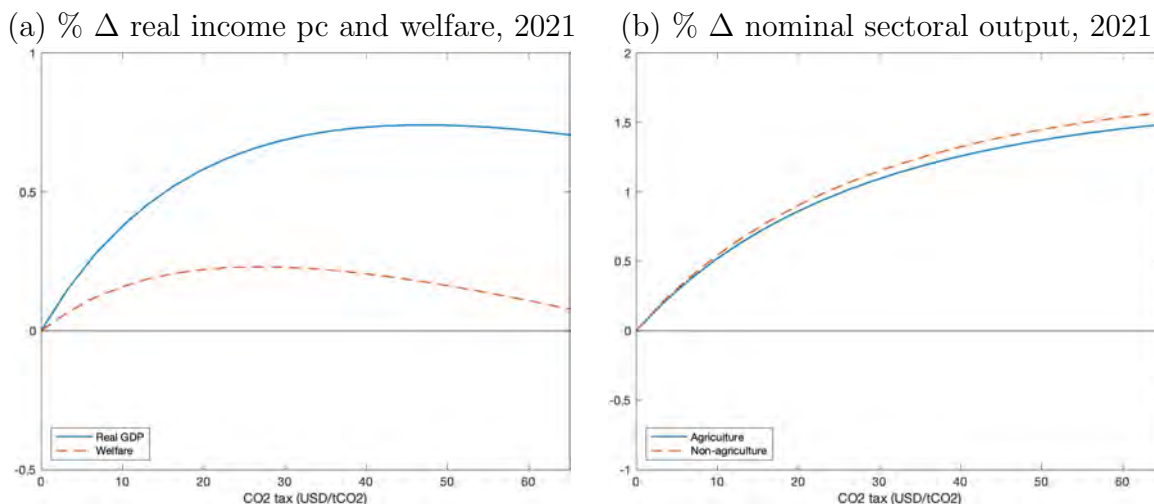 (a) % Δ real income pc and welfare, 2021
1
0.5
0
-0.5
0 10 20 30 40 50 60
Real GDP
Welfare
CO2 tax (USD/tCO2)
(b) % Δ nominal sectoral output, 2021
2
1.5
1
0.5
0
-0.5
-1
0 10 20 30 40 50 60
Agriculture
Non-agriculture
CO2 tax (USD/tCO2)